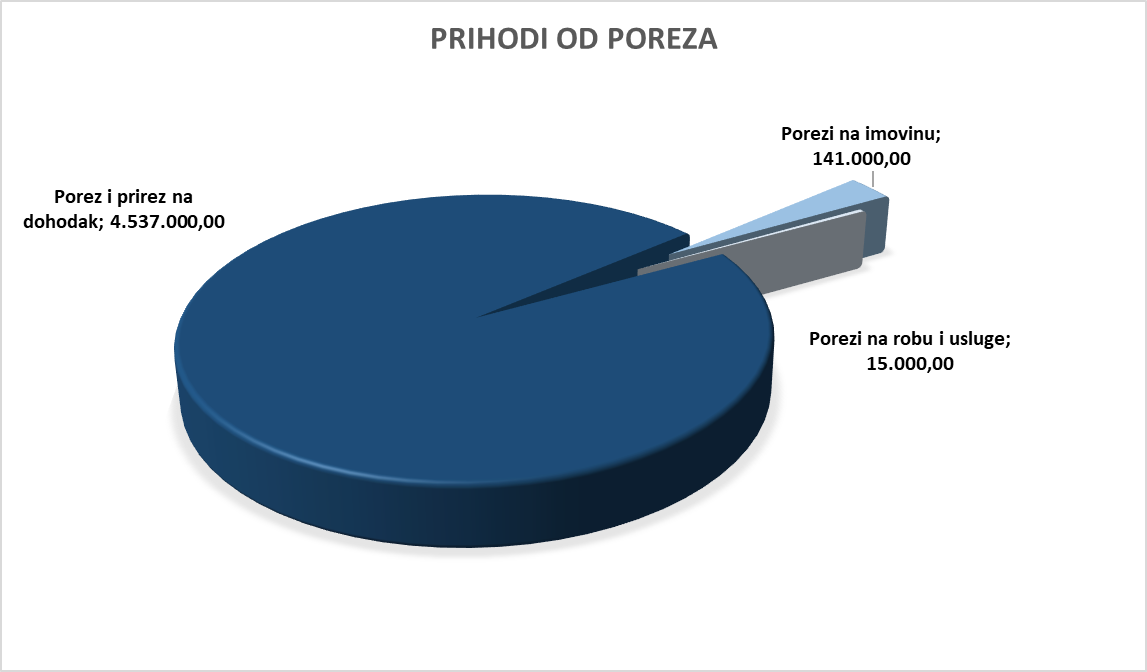 PRIHODI OD POREZA
Porezi na imovinu;
141.000,00
Porez i prirez na
dohodak; 4.537.000,00
Porezi na robu i usluge;
15.000,00